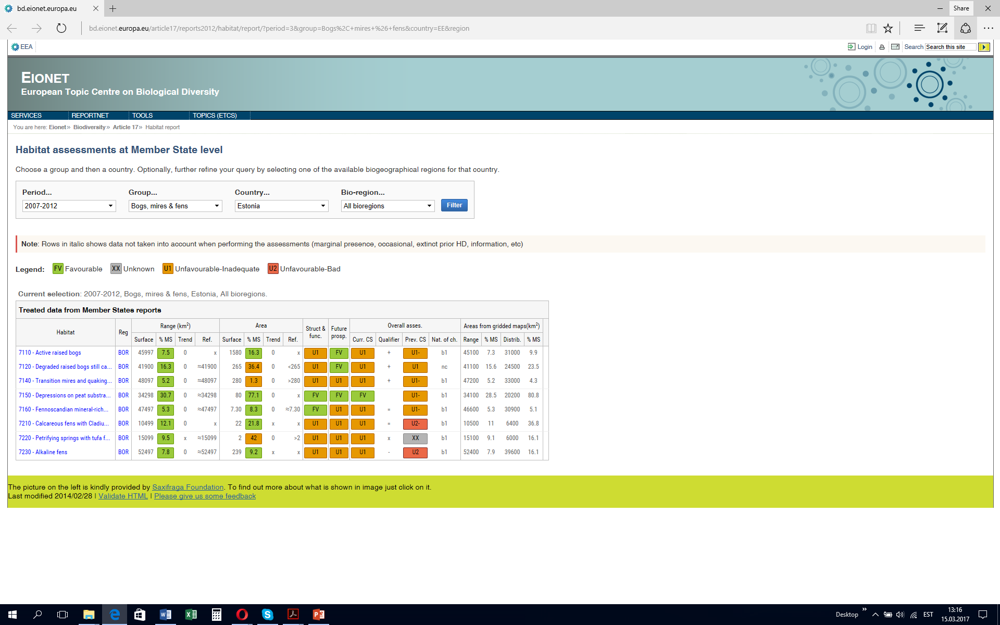 bd.eionet.europa.eu
Share
bd.eionet.europa.eu/article17/reports2012/habitat/report/?period=3&group=Bogs%2C+mires+%26+fens&country=EE&region
EEA
Login
Search
Search this site
EIONET
European Topic Centre on Biological Diversity
SERVICES REPORTNET TOOLS TOPICS (ETCS)
You are here: Eionet» Biodiversity» Article 17» Habitat report
Habitat assessments at Member State level
Choose a group and then a country. Optionally, further refine your query by selecting one of the available biogeographical regions for that country.
Period... Group... Country... Bio-region...
2007-2012 Bogs, mires & fens Estonia All bioregions Filter
Note: Rows in italic shows data not taken into account when performing the assessments (marginal presence, occasional, extinct prior HD, information, etc)
Legend: FV Favourable XX Unknown U1 Unfavourable-Inadequate U2 Unfavourable-Bad
Current selection: 2007-2012, Bogs, mires & fens, Estonia, All bioregions.
Treated data from Member States reports
Habitat Reg Range (km2) Area Struct & func. Future prosp. Overall asses. Areas from gridded maps(km2)
Surface % MS Trend Ref. Surface % MS Trend Ref. Curr. CS Qualifier Prev. CS Nat. of ch. Range % MS Distrib. % MS
7110 - Active raised bogs BOR 45997 7.5 0 x 1580 16.3 0 x U1 FV U1 + U1- b1 45100 7.3 31000 9.9
7120 - Degraded raised bogs still ca... BOR 41900 16.3 0 ≈41900 265 36.4 0 <265 U1 FV U1 + U1 nc 41100 15.6 24500 23.5
7140 - Transition mires and quaking... BOR 48097 5.2 0 ≈48097 280 1.3 0 >280 U1 U1 U1 + U1- b1 47200 5.2 33000 4.3
7150 - Depressions on peat substra... BOR 34298 30.7 0 ≈34298 80 77.1 0 x FV FV FV U1- b1 34100 28.5 20200 80.8
7160 - Fennoscandian mineral-rich... BOR 47497 5.3 0 ≈47497 7.30 8.3 0 ≈7.30 FV U1 U1 = U1- b1 46600 5.3 30900 5.1
7210 - Calcareous fens with Cladiu... BOR 10499 12.1 0 x 22 21.8 x x U1 U1 U1 = U2- b1 10500 11 6400 36.8
7220 - Petrifying springs with tufa f... BOR 15099 9.5 x ≈15099 2 42 0 >2 U1 U1 U1 x XX b1 15100 9.1 6000 16.1
7230 - Alkaline fens BOR 52497 7.8 0 ≈52497 239 9.2 x x U1 U1 U1 - U2 b1 52400 7.9 39600 16.1
The picture on the left is kindly provided by Saxifraga Foundation. To find out more about what is shown in image just click on it.
Last modified 2014/02/28 | Validate HTML | Please give us some feedback
Desktop EST 13:16
15.03.2017